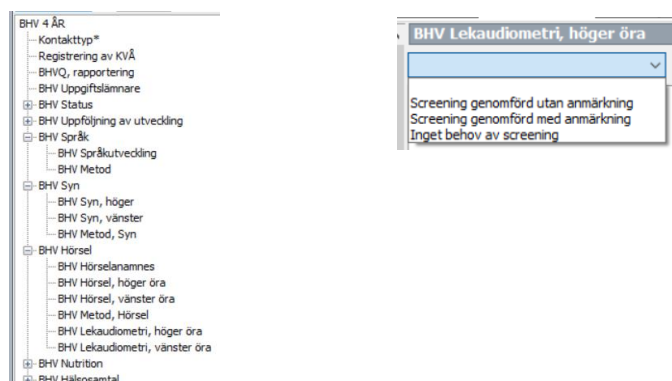 BHV 4 ÅR
Kontakttyp*
Registrering av KVÅ
BHVQ, rapportering
BHV Uppgiftslämnare
BHV Status
BHV Uppföljning av utveckling
BHV Språk
BHV Språkutveckling
BHV Metod
BHV Syn
BHV Syn, höger
BHV Syn, vänster
BHV Metod, Syn
BHV Hörsel
BHV Hörselanamnes
BHV Hörsel, höger öra
BHV Hörsel, vänster öra
BHV Metod, Hörsel
BHV Lekaudiometri, höger öra
BHV Lekaudiometri, vänster öra
BHV Nutrition
BHV Hälsosamtal
BHV Lekaudiometri, höger öra
Screening genomförd utan anmärkning
Screening genomförd med anmärkning
Inget behov av screening